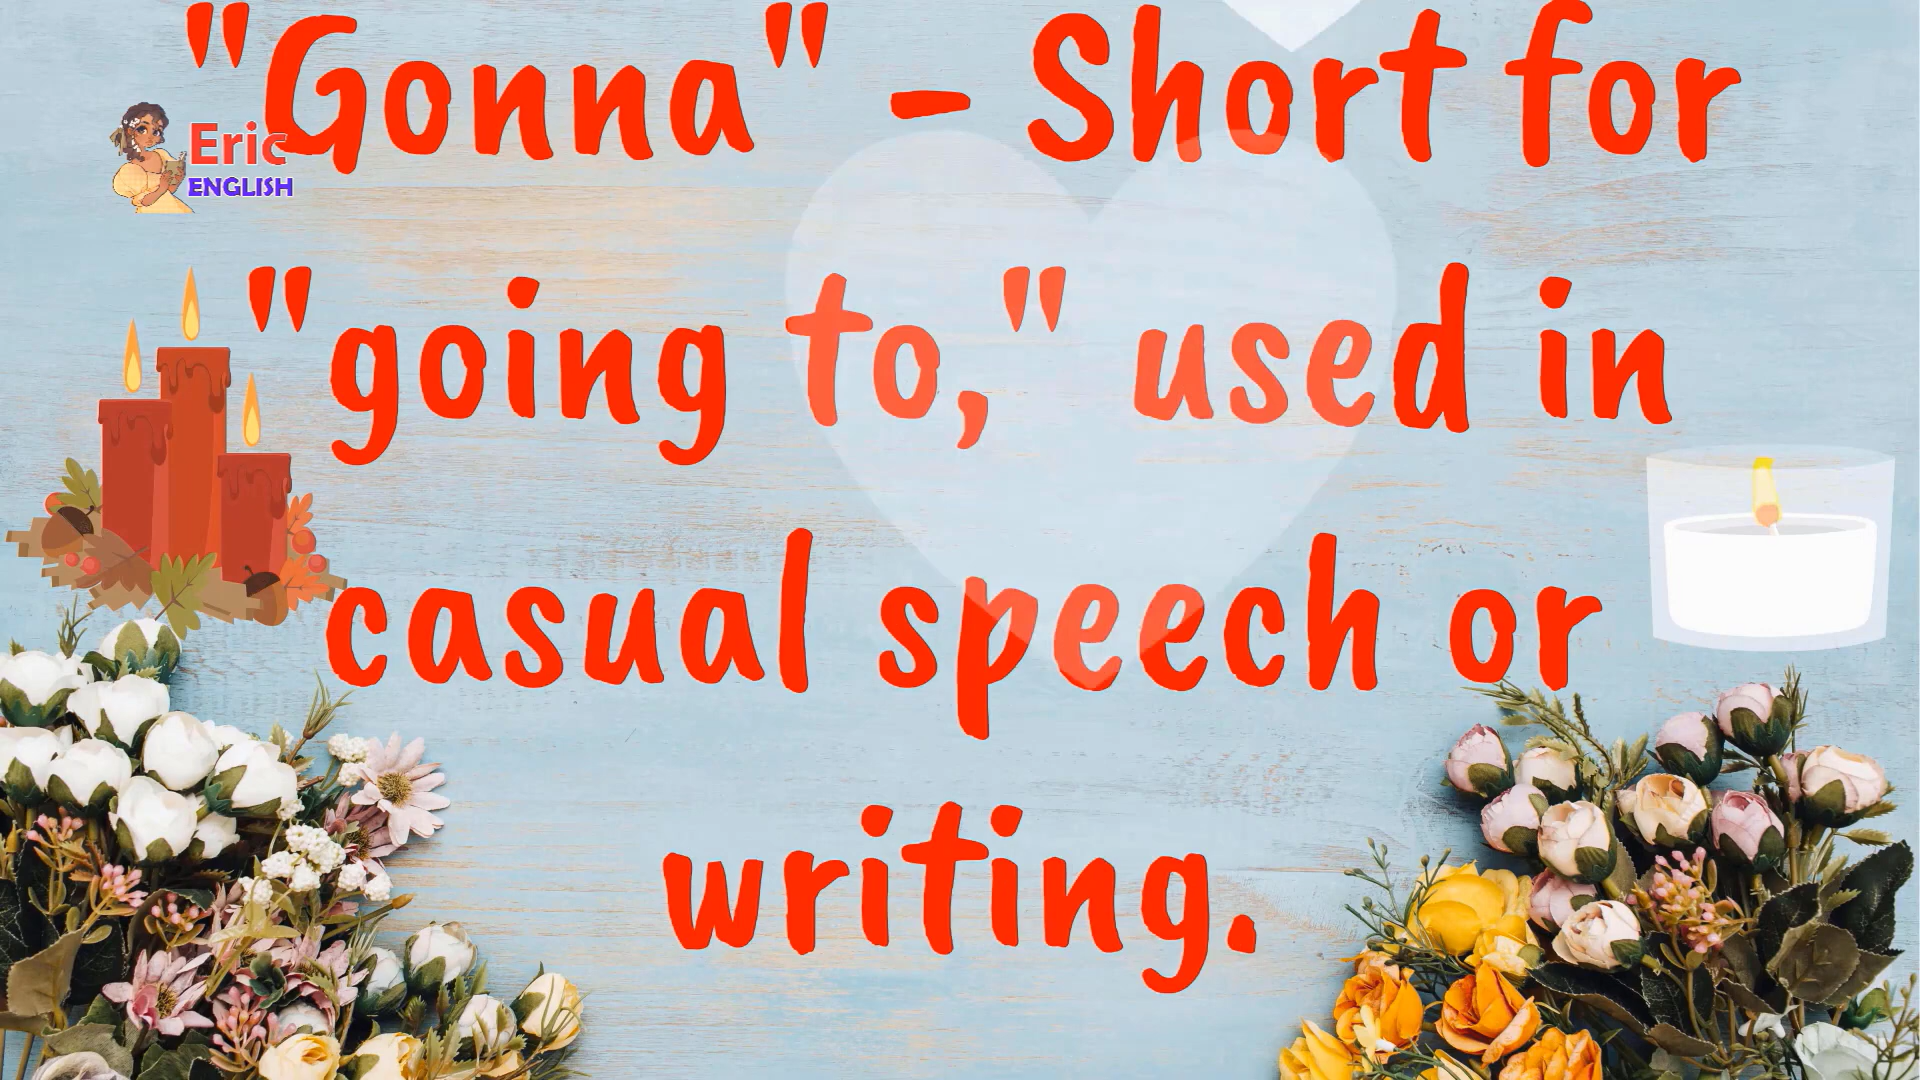 "Gonna" - Short for
Eric
ENGLISH
"going to," used in
casual speech or
writing.